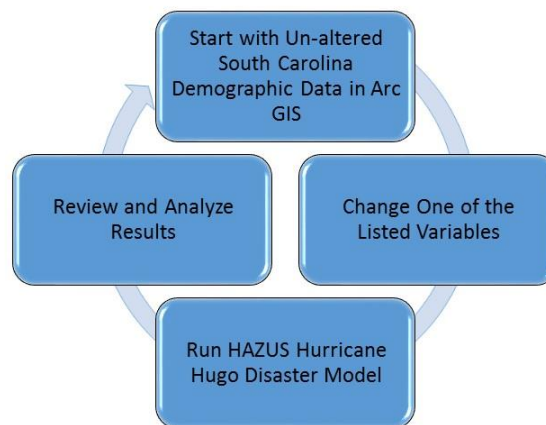 Start with Un-altered
South Carolina
Demographic Data in Arc
GIS
Change One of the
Listed Variables
Run HAZUS Hurricane
Hugo Disaster Model
Review and Analyze
Results